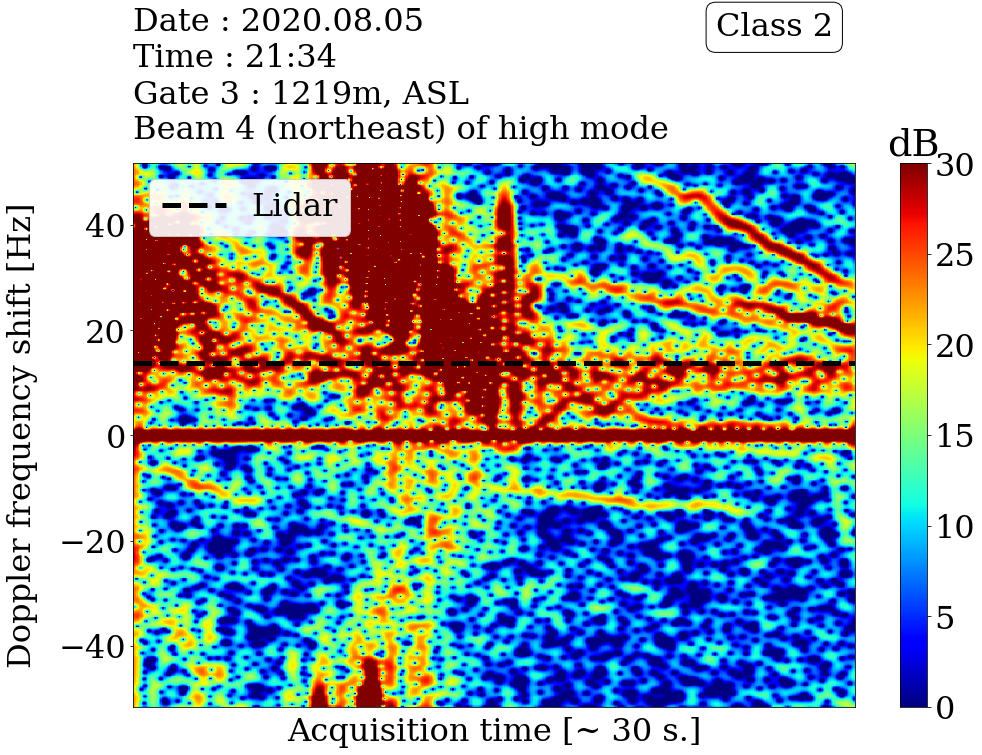 Date : 2020.08.05
Time : 21:34
Gate 3 : 1219m, ASL
Beam 4 (northeast) of high mode
Class 2
dB
Lidar
Doppler frequency shift [Hz]
40
20
0
−20
−40
30
25
20
15
10
5
0
Acquisition time [~ 30 s.]